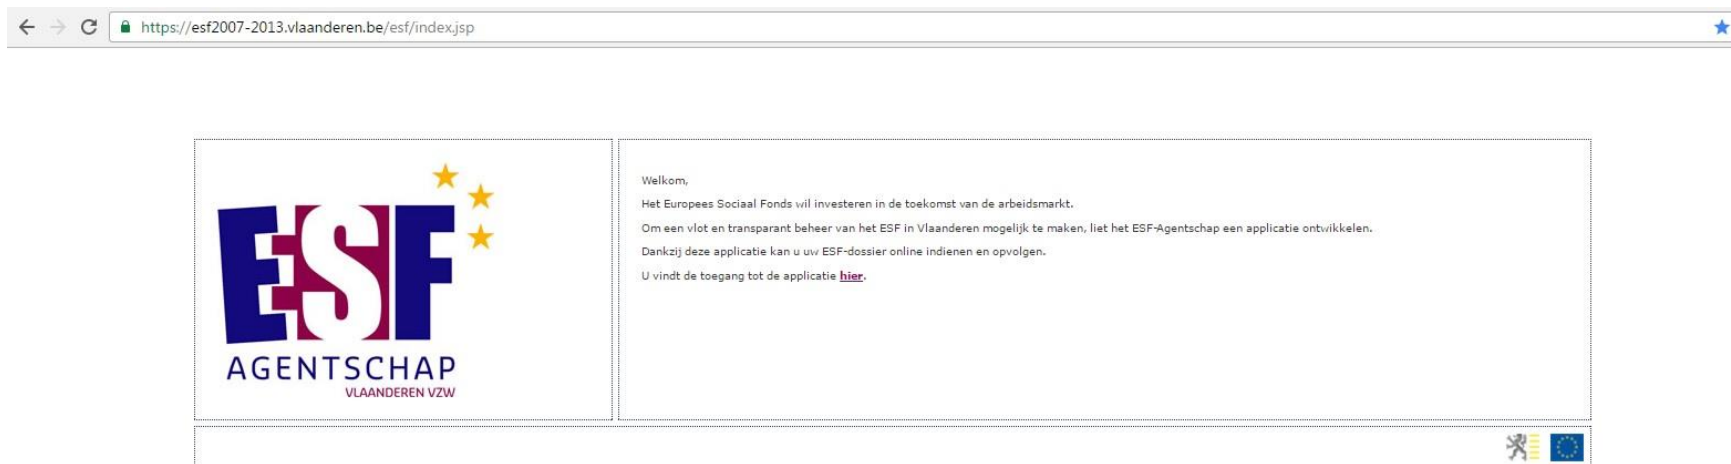 https://esf2007-2013.vlaanderen.be/esf/index.jsp
ESF
AGENTSCHAP
VLAANDEREN VZW
Welkom,
Het Europees Sociaal Fonds wil investeren in de toekomst van de arbeidsmarkt.
Om een vlot en transparant beheer van het ESF in Vlaanderen mogelijk te maken, liet het ESF-Agentschap een applicatie ontwikkelen.
Dankzij deze applicatie kan u uw ESF-dossier online indienen en opvolgen.
U vindt de toegang tot de applicatie hier.